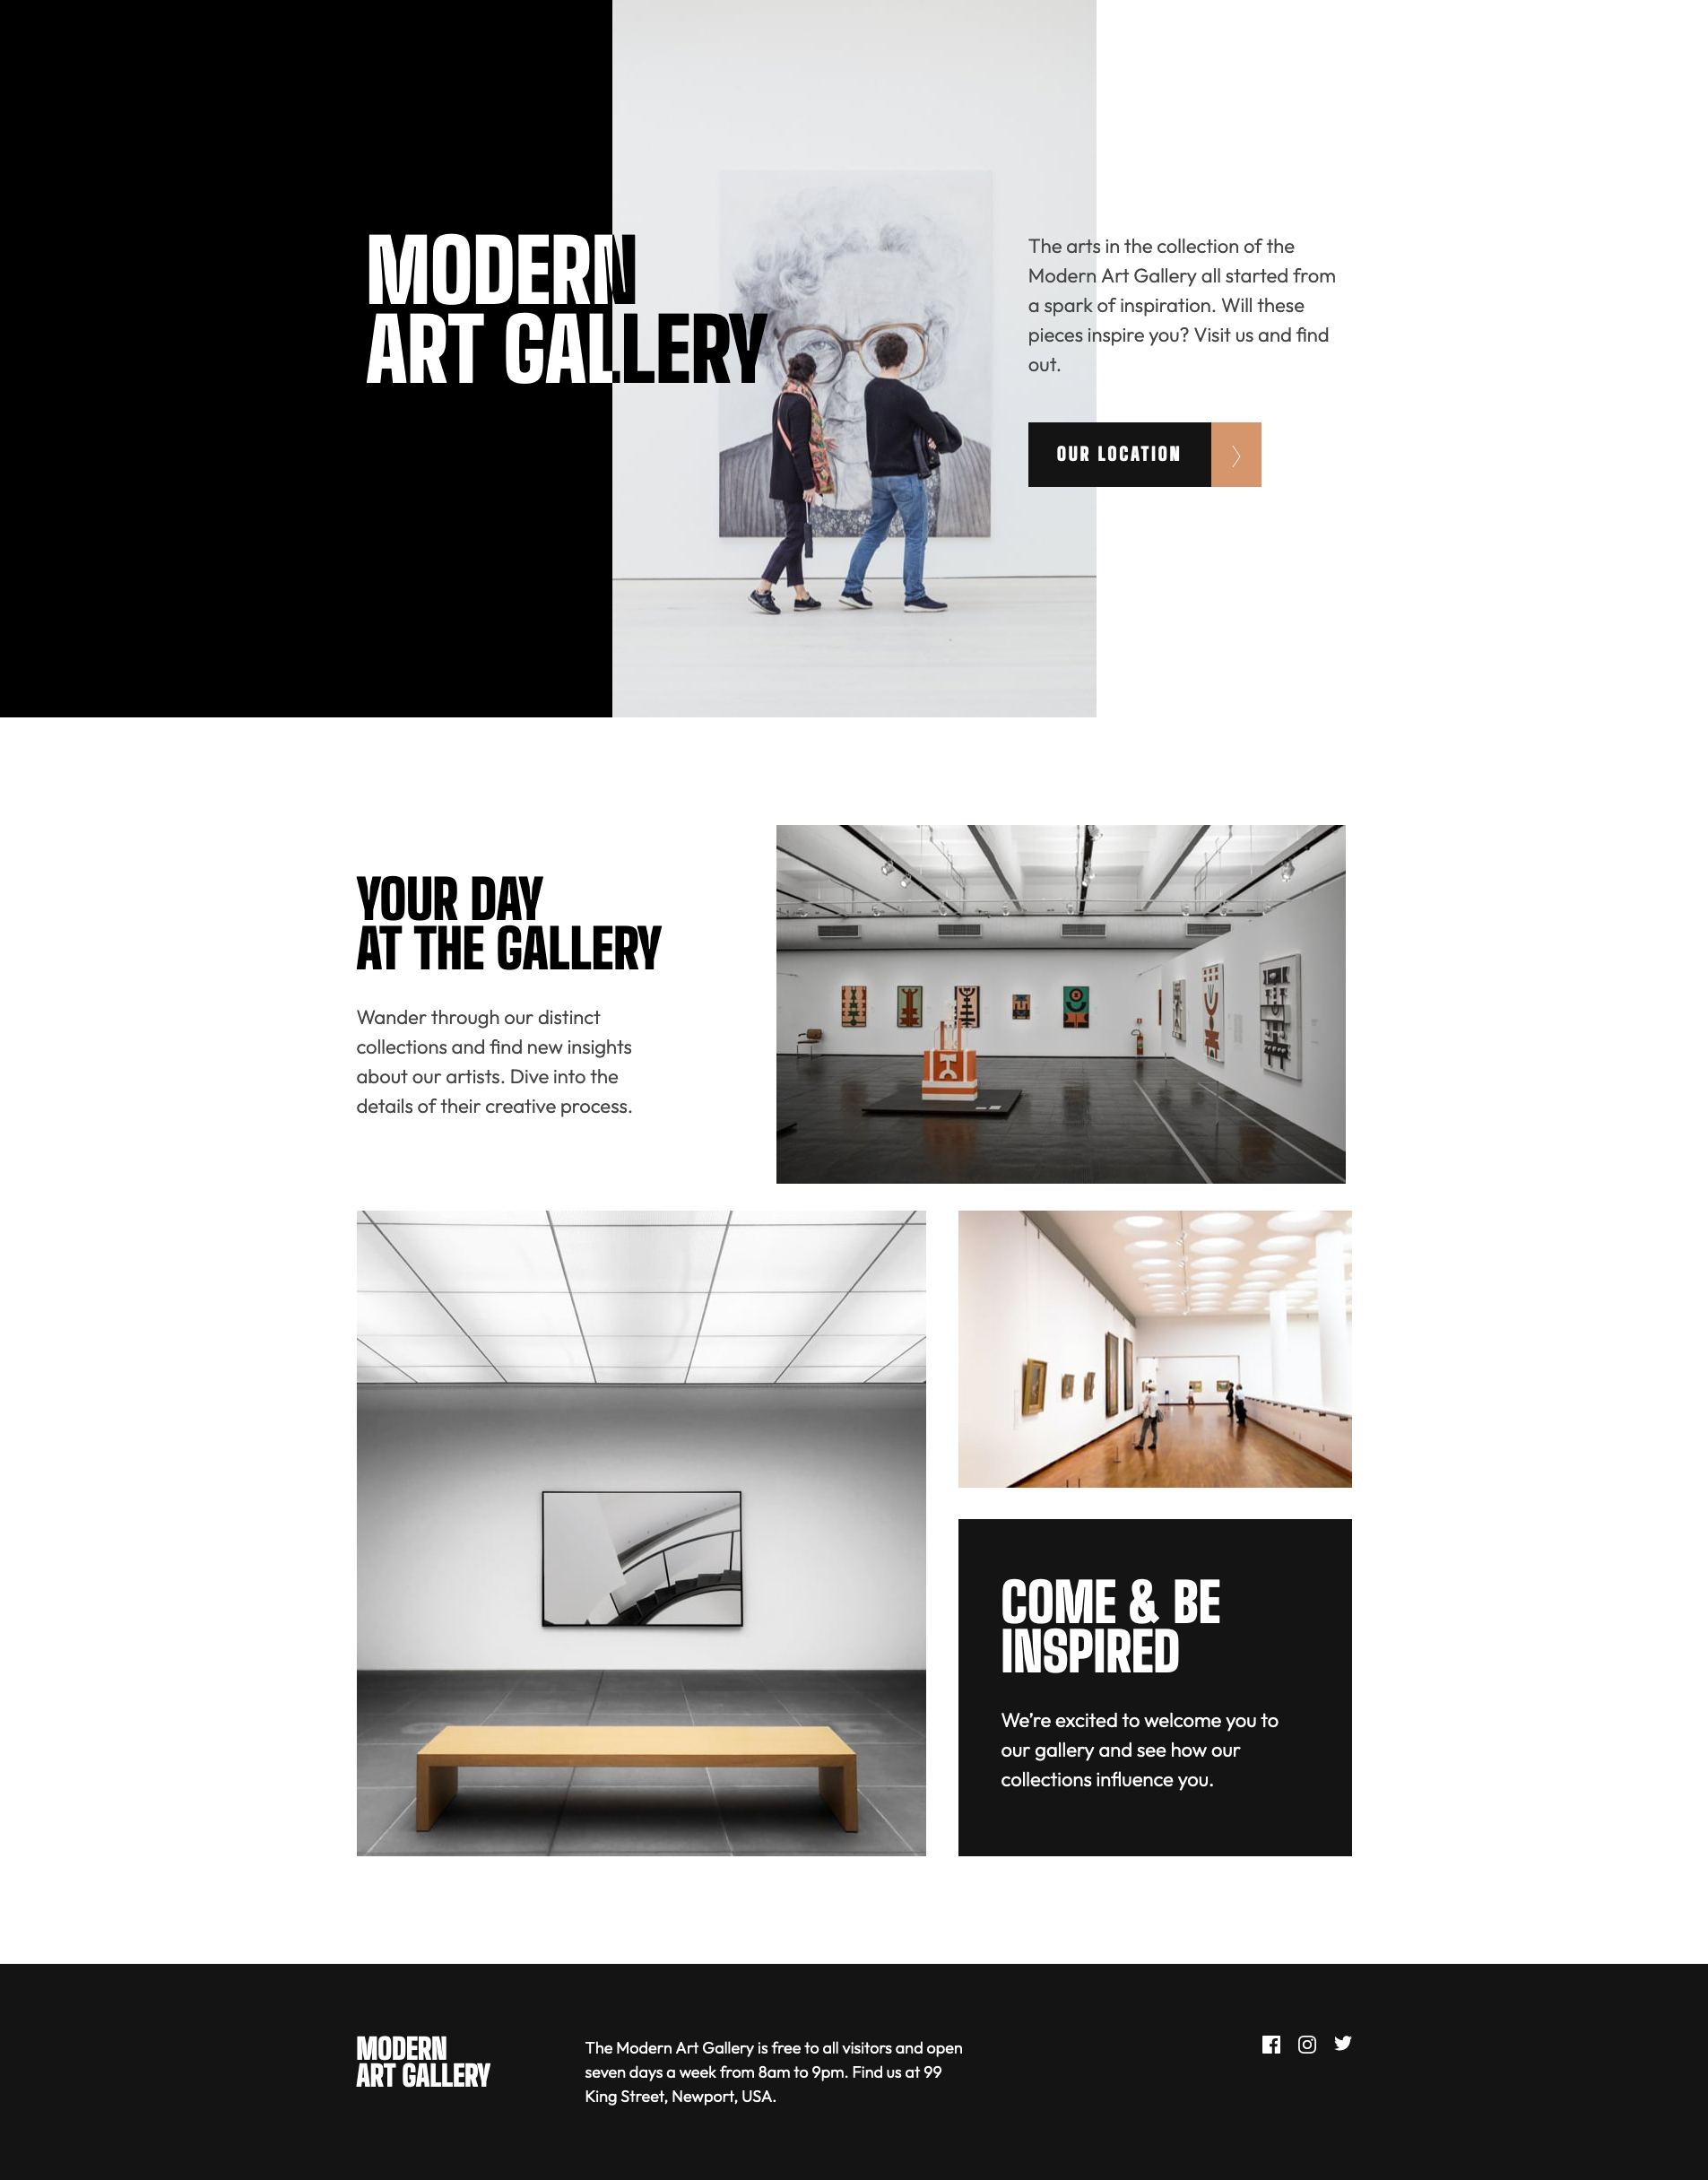 MODERN
ART GALLERY
The arts in the collection of the
Modern Art Gallery all started from
a spark of inspiration. Will these
pieces inspire you? Visit us and find
out.
OUR LOCATION
YOUR DAY
AT THE GALLERY
Wander through our distinct
collections and find new insights
about our artists. Dive into the
details of their creative process.
COME & BE
INSPIRED
We’re excited to welcome you to
our gallery and see how our
collections influence you.
MODERN
ART GALLERY
The Modern Art Gallery is free to all visitors and open
seven days a week from 8am to 9pm. Find us at 99
King Street, Newport, USA.